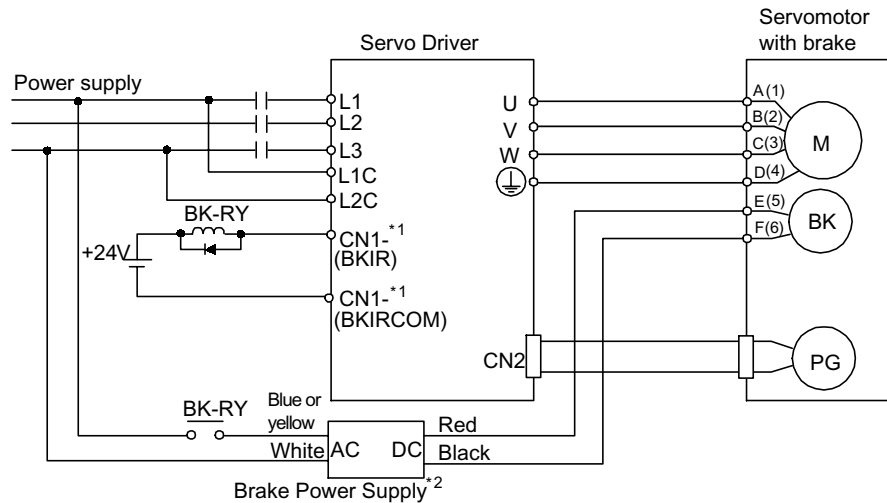 Servomotor
with brake
Servo Driver
Power supply
L1
L2
L3
L1C
L2C
U
V
W
A(1)
B(2)
C(3)
D(4)
M
E(5)
F(6)
BK
BK-RY
+24V
CN1-*1
(BKIR)
CN1-*1
(BKIRCOM)
CN2
PG
BK-RY
Blue or
yellow
White
AC
DC
Red
Black
Brake Power Supply*2